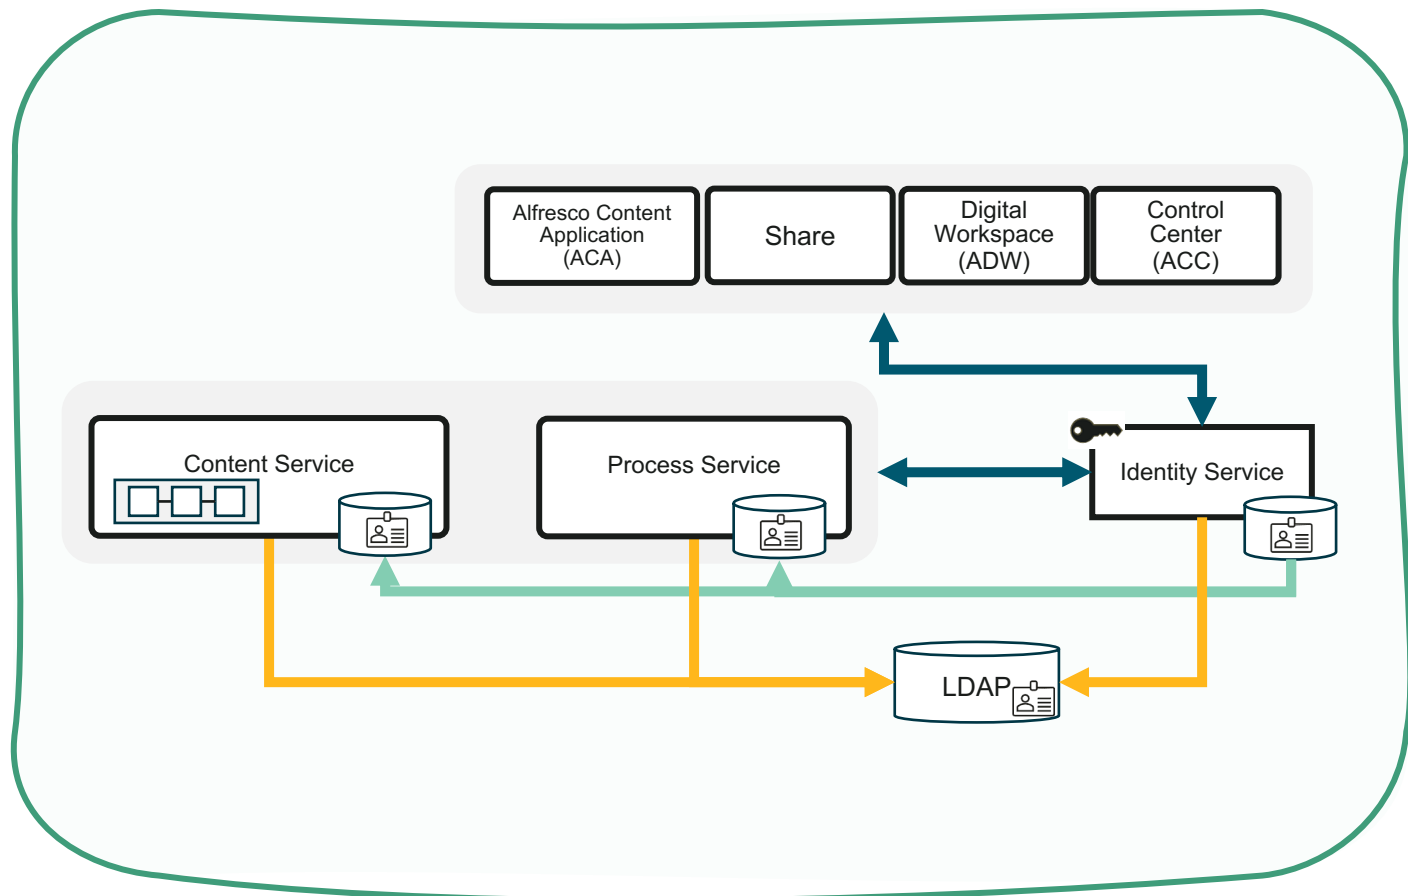 Alfresco Content
Application
(ACA)
Share
Digital
Workspace
(ADW)
Control
Center
(ACC)
Content Service
Process Service
Identity Service
LDAP